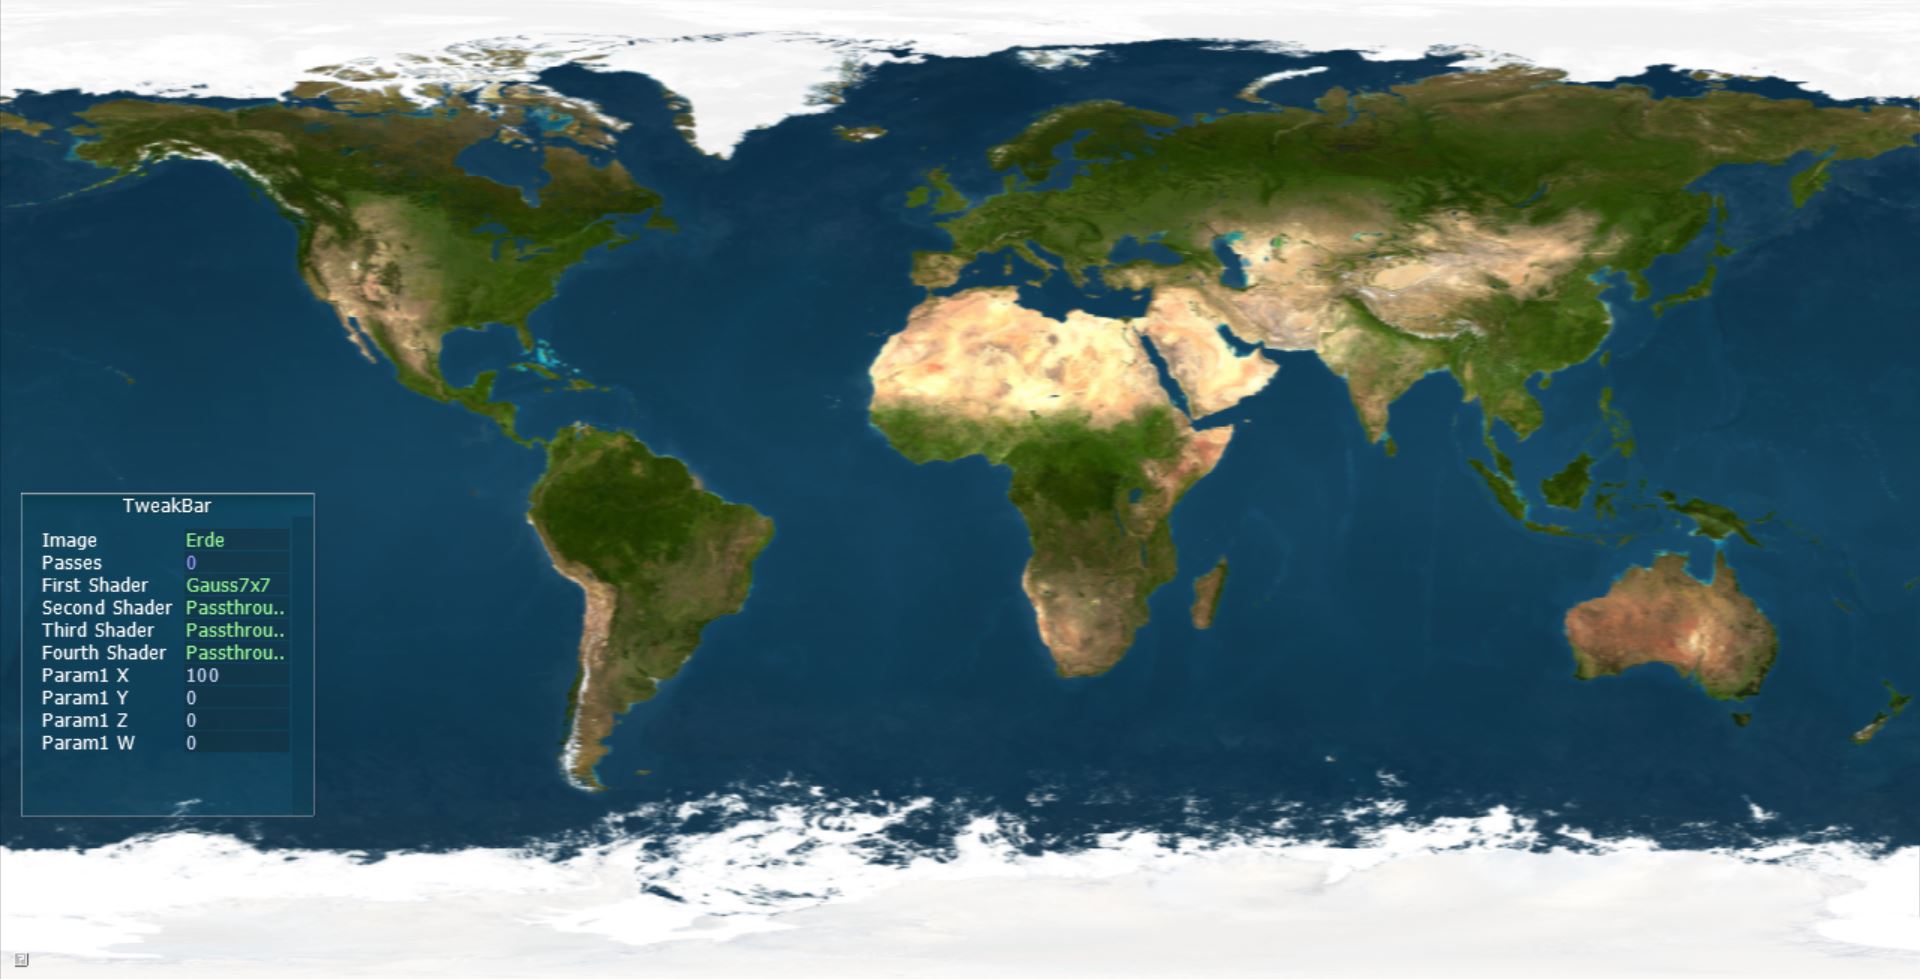 TweakBar
Image Erde
Passes 0
First Shader Gauss7x7
Second Shader Passthrou..
Third Shader Passthrou..
Fourth Shader Passthrou..
Param1 X 100
Param1 Y 0
Param1 Z 0
Param1 W 0